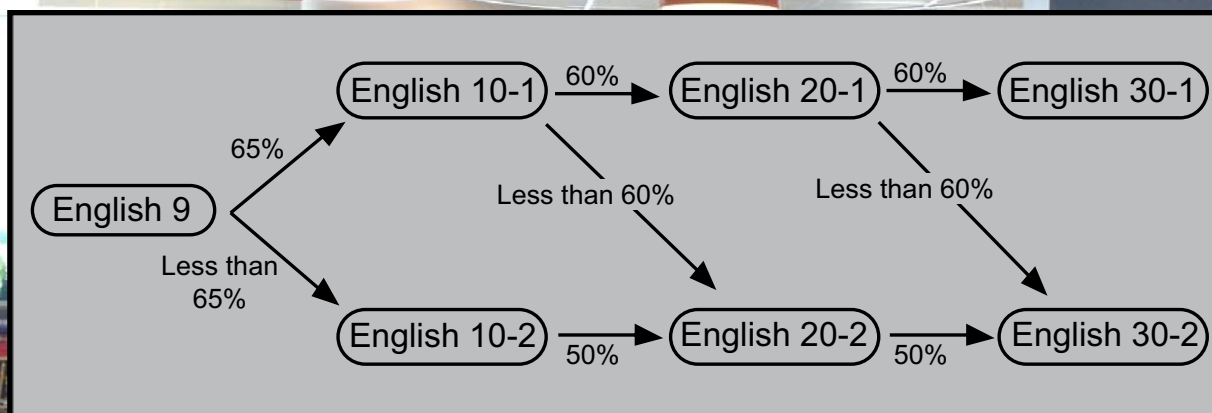 English 10-1
60%
English 20-1
60%
English 30-1
65%
English 9
Less than 60%
Less than 60%
Less than
65%
English 10-2
50%
English 20-2
50%
English 30-2